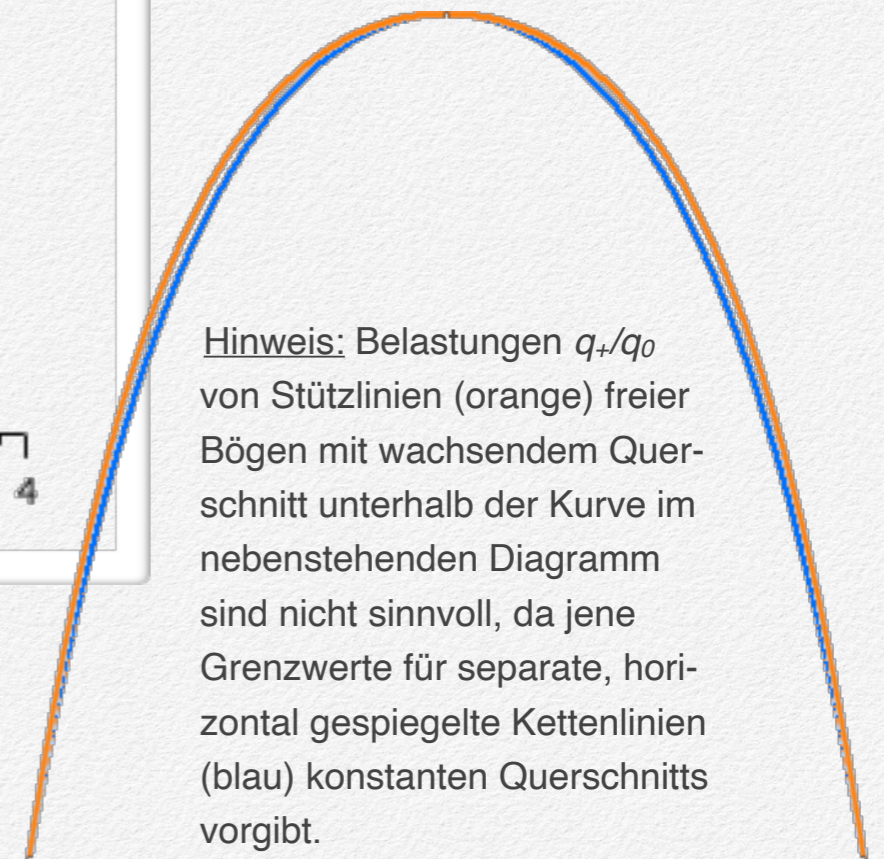 Hinweis: Belastungen q+/q0
von Stützlinien (orange) freier
Bögen mit wachsendem Quer-
schnitt unterhalb der Kurve im
nebenstehenden Diagramm
sind nicht sinnvoll, da jene
Grenzwerte für separate, hori-
zontal gespiegelte Kettenlinien
(blau) konstanten Querschnitts
vorgibt.
4